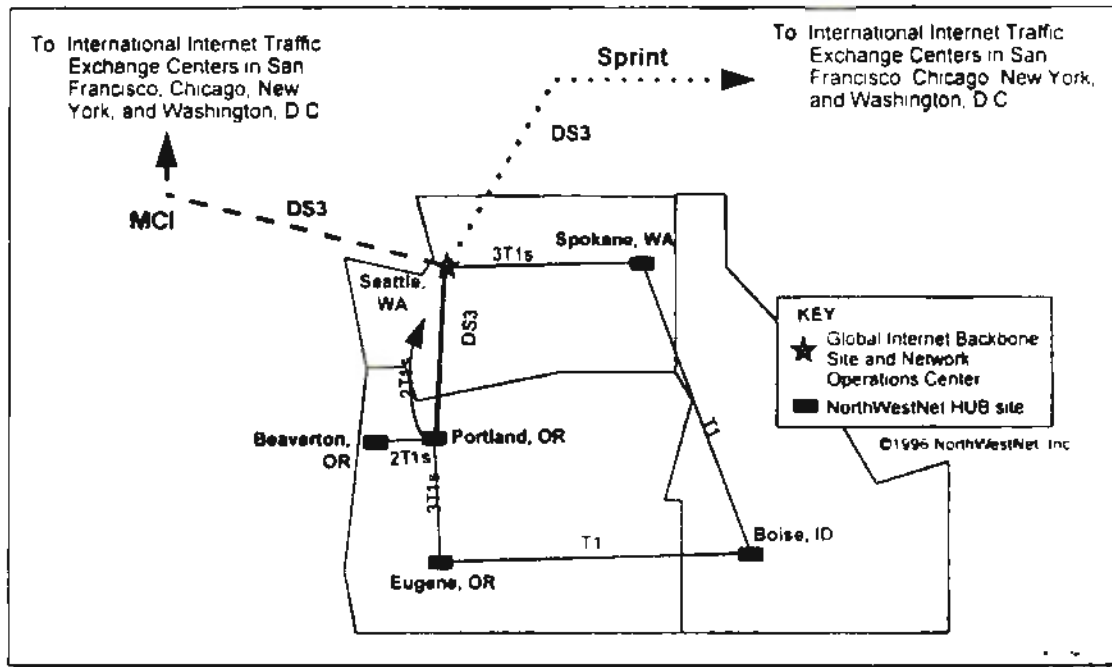 To International Internet Traffic
Exchange Centers in San
Francisco, Chicago, New
York, and Washington, D C
To International Internet Traffic
Exchange Centers in San
Francisco Chicago New York,
and Washington, D C
Sprint
DS3
MCI
DS3
Spokane, WA
3T1s
Seattle,
WA
DS3
2T1s
KEY
Global Internet Backbone
Site and Network
Operations Center
NorthWestNet HUB site
©1996 NorthWestNet, Inc
Beaverton,
OR
2T1s
Portland, OR
3T1s
T1
Boise, ID
T1
Eugene, OR